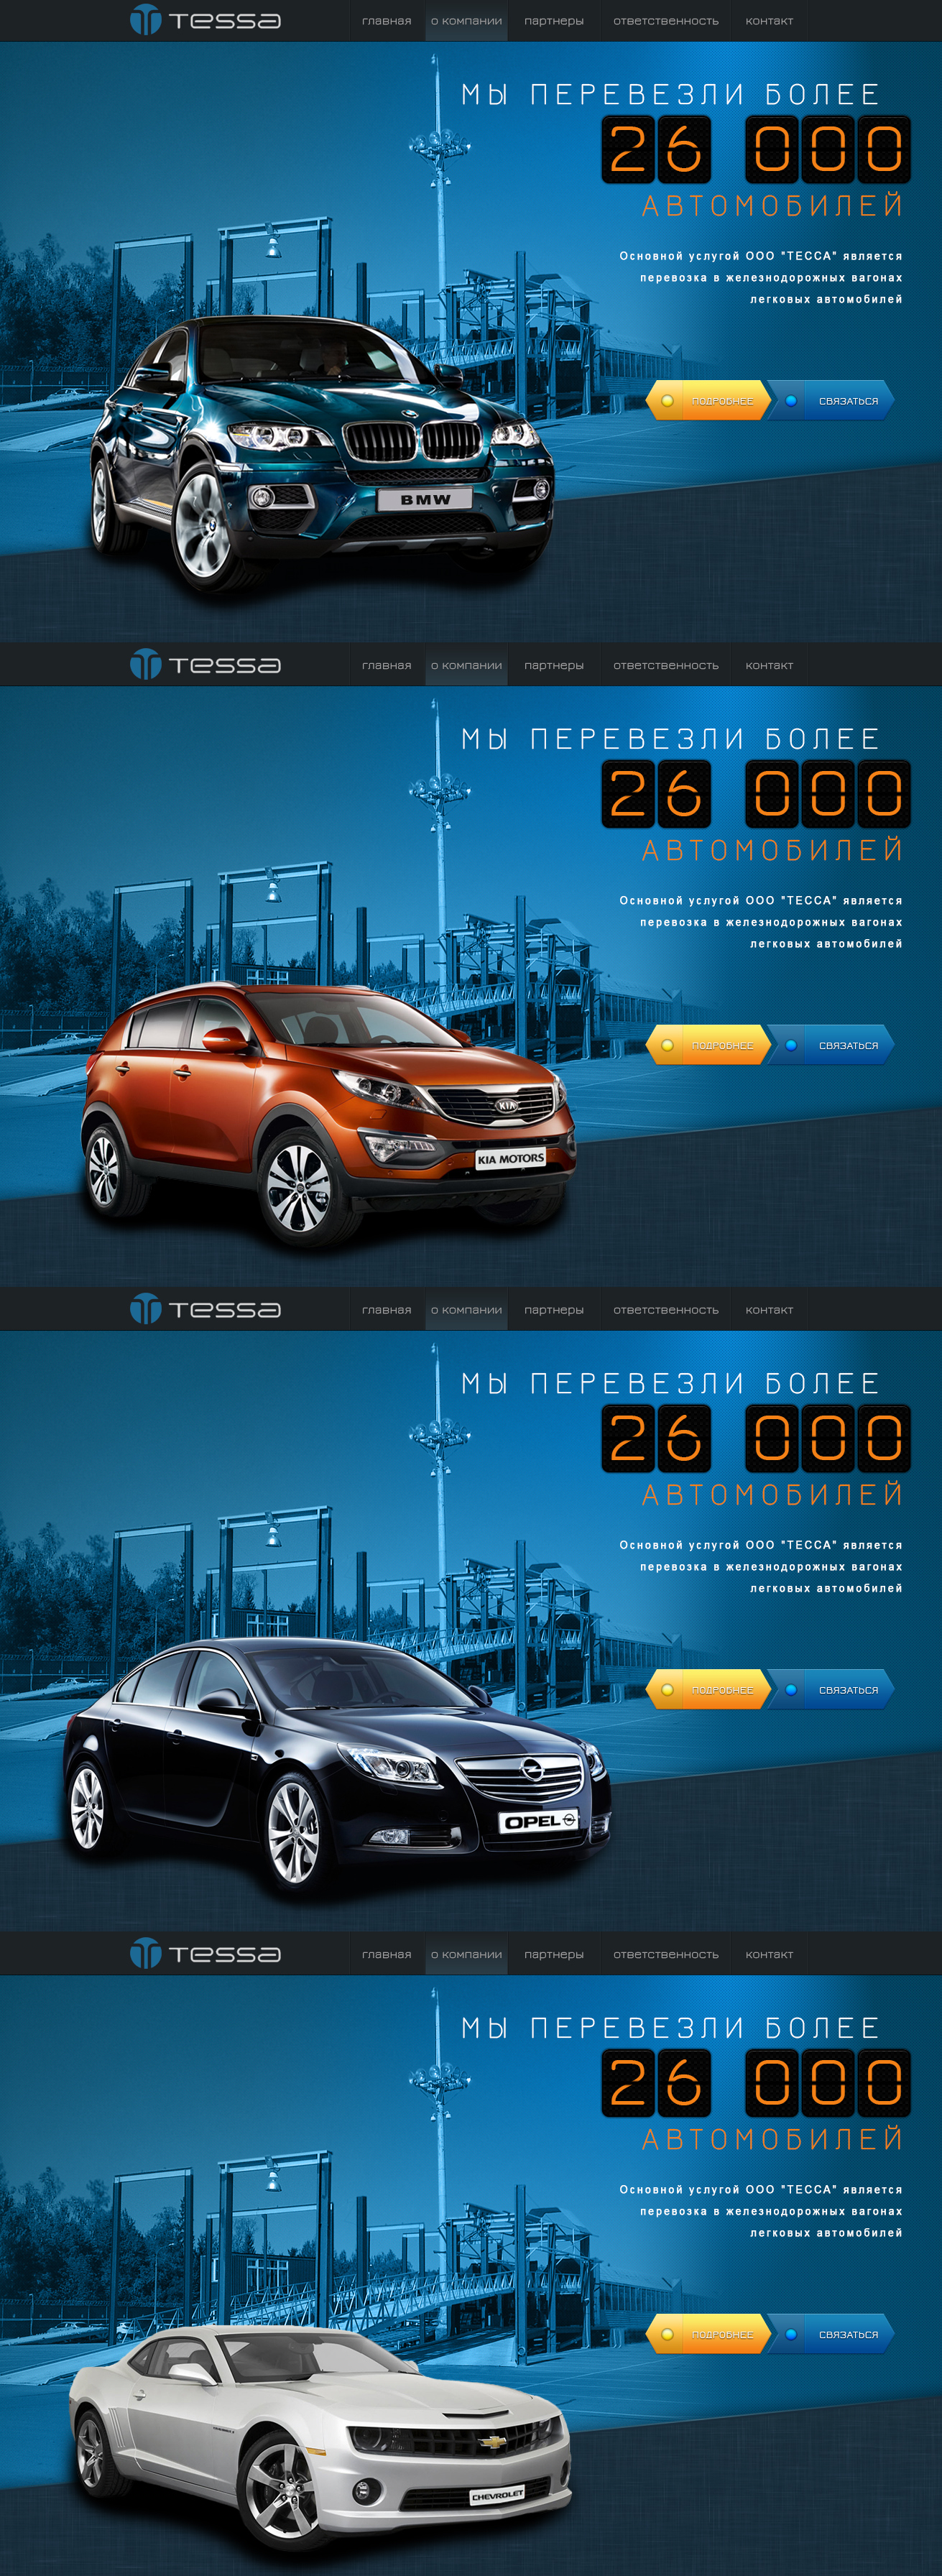 tessa
главная о компании партнеры ответственность контакт
МЫ ПЕРЕВЕЗЛИ БОЛЕЕ
26 000
АВТОМОБИЛЕЙ
Основной услугой ООО "ТЕССА" является
перевозка в железнодорожных вагонах
легковых автомобилей
ПОДРОБНЕЕ СВЯЗАТЬСЯ
BMW
tessa
главная о компании партнеры ответственность контакт
МЫ ПЕРЕВЕЗЛИ БОЛЕЕ
26 000
АВТОМОБИЛЕЙ
Основной услугой ООО "ТЕССА" является
перевозка в железнодорожных вагонах
легковых автомобилей
ПОДРОБНЕЕ СВЯЗАТЬСЯ
KIA
KIA MOTORS
tessa
главная о компании партнеры ответственность контакт
МЫ ПЕРЕВЕЗЛИ БОЛЕЕ
26 000
АВТОМОБИЛЕЙ
Основной услугой ООО "ТЕССА" является
перевозка в железнодорожных вагонах
легковых автомобилей
ПОДРОБНЕЕ СВЯЗАТЬСЯ
OPEL
tessa
главная о компании партнеры ответственность контакт
МЫ ПЕРЕВЕЗЛИ БОЛЕЕ
26 000
АВТОМОБИЛЕЙ
Основной услугой ООО "ТЕССА" является
перевозка в железнодорожных вагонах
легковых автомобилей
ПОДРОБНЕЕ СВЯЗАТЬСЯ
CHEVROLET